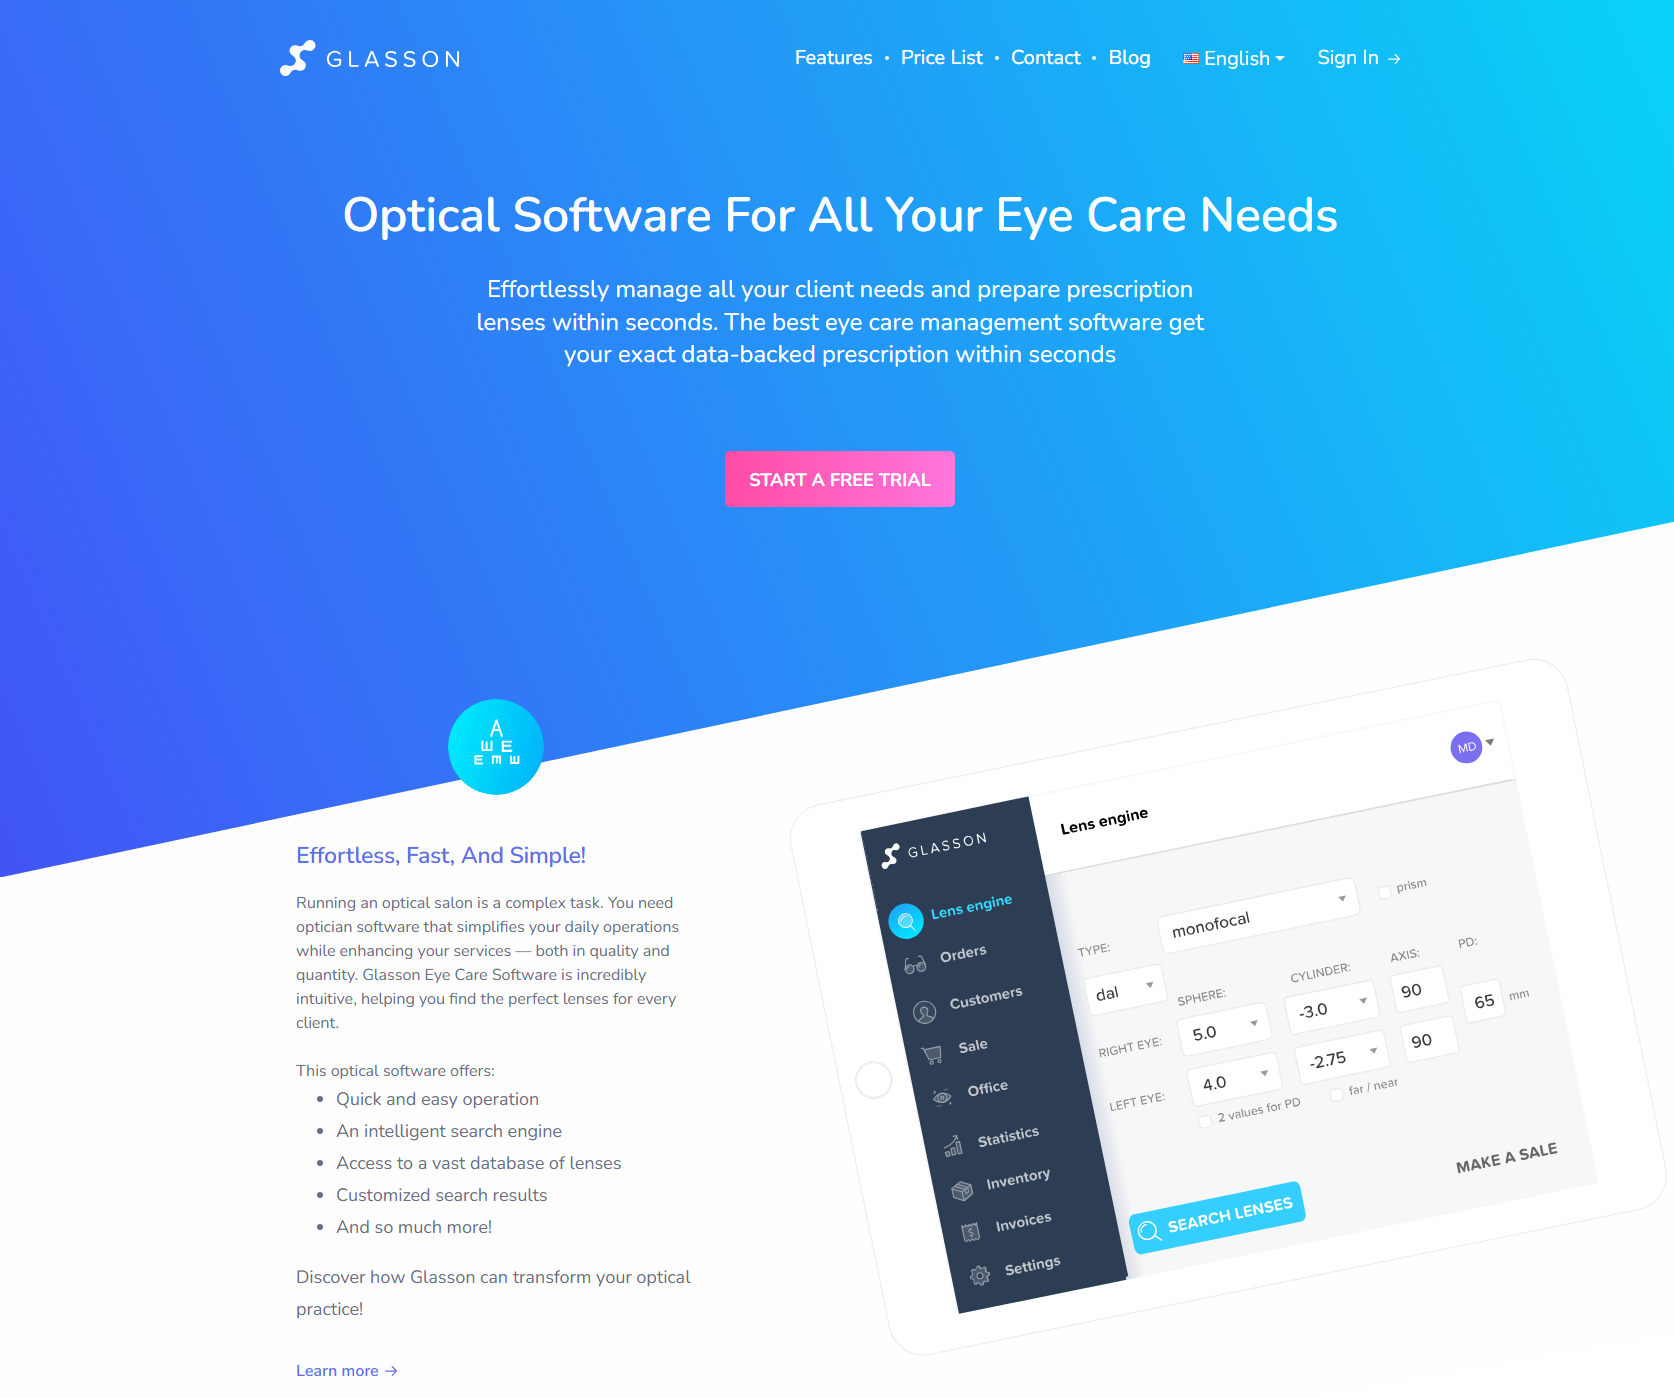 GLASSON
Features • Price List • Contact • Blog
English
Sign In →
Optical Software For All Your Eye Care Needs
Effortlessly manage all your client needs and prepare prescription
lenses within seconds. The best eye care management software get
your exact data-backed prescription within seconds
START A FREE TRIAL
A
E
E
Effortless, Fast, And Simple!
Running an optical salon is a complex task. You need
optician software that simplifies your daily operations
while enhancing your services — both in quality and
quantity. Glasson Eye Care Software is incredibly
intuitive, helping you find the perfect lenses for every
client.
This optical software offers:
• Quick and easy operation
• An intelligent search engine
• Access to a vast database of lenses
• Customized search results
• And so much more!
Discover how Glasson can transform your optical
practice!
Learn more →
GLASSON
Lens engine
Orders
Customers
Sale
Office
Statistics
Inventory
Invoices
Settings
Lens engine
MD
TYPE:
monofocal
prism
dal
SPHERE:
CYLINDER:
AXIS:
PD:
RIGHT EYE:
5.0
-3.0
90
65
mm
LEFT EYE:
4.0
-2.75
90
2 values for PD
far / near
MAKE A SALE
SEARCH LENSES